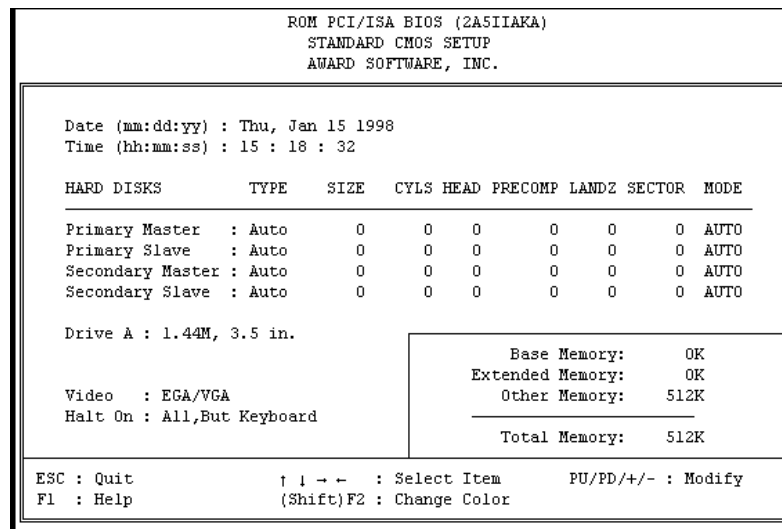 ROM PCI/ISA BIOS (2A5IIAKA)
STANDARD CMOS SETUP
AWARD SOFTWARE, INC.
Date (mm:dd:yy) : Thu, Jan 15 1998
Time (hh:mm:ss) : 15 : 18 : 32
HARD DISKS TYPE SIZE CYLS HEAD PRECOMP LANDZ SECTOR MODE
Primary Master : Auto 0 0 0 0 0 0 AUTO
Primary Slave : Auto 0 0 0 0 0 0 AUTO
Secondary Master : Auto 0 0 0 0 0 0 AUTO
Secondary Slave : Auto 0 0 0 0 0 0 AUTO
Drive A : 1.44M, 3.5 in.
Video : EGA/VGA
Halt On : All,But Keyboard
Base Memory: 0K
Extended Memory: 0K
Other Memory: 512K
Total Memory: 512K
ESC : Quit ↑ ↓ → ← : Select Item PU/PD/+/- : Modify
F1 : Help (Shift)F2 : Change Color